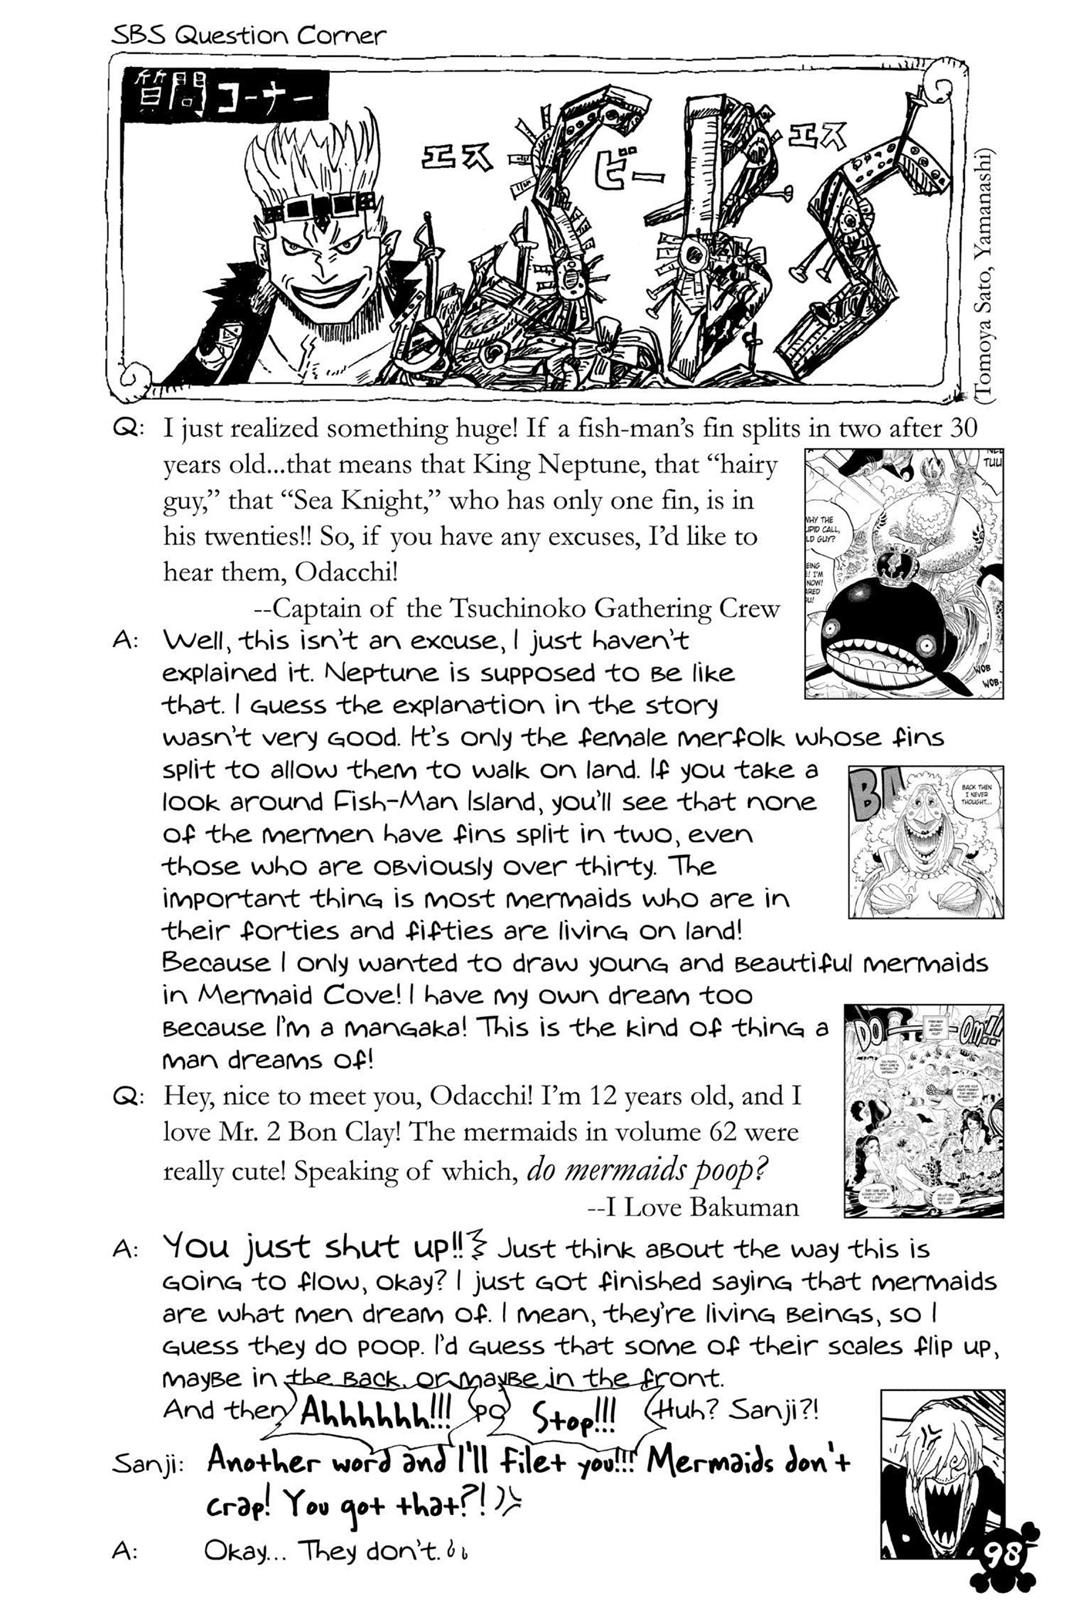 SBS Question Corner
質問コーナー
エス
ビー
エス
SBS
(Tomoya Sato, Yamanashi)
Q: I just realized something huge! If a fish-man's fin splits in two after 30
years old...that means that King Neptune, that "hairy
guy," that "Sea Knight," who has only one fin, is in
his twenties!! So, if you have any excuses, I'd like to
hear them, Odacchi!
--Captain of the Tsuchinoko Gathering Crew
WOB
WOB-
A: Well, this isn't an excuse, I just haven't
explained it. Neptune is supposed to be like
that. I guess the explanation in the story
wasn't very good. It's only the female merfolk whose fins
split to allow them to walk on land. If you take a
look around Fish-Man Island, you'll see that none
of the mermen have fins split in two, even
those who are obviously over thirty. The
important thing is most mermaids who are in
their forties and fifties are living on land!
Because I only wanted to draw young and beautiful mermaids
in Mermaid Cove! I have my own dream too
because I'm a mangaka! This is the kind of thing a
man dreams of!
BA
BACK THEN
I NEVER
THOUGHT...
Q: Hey, nice to meet you, Odacchi! I'm 12 years old, and I
love Mr. 2 Bon Clay! The mermaids in volume 62 were
really cute! Speaking of which, do mermaids poop?
--I Love Bakuman
DO
OM!!
A: You just shut up!! Just think about the way this is
going to flow, okay? I just got finished saying that mermaids
are what men dream of. I mean, they're living beings, so I
guess they do poop. I'd guess that some of their scales flip up,
maybe in the back, or maybe in the front.
And then Ahhhhhh!!! po Stop!!! Huh? Sanji?!
Sanji: Another word and I'll filet you!!! Mermaids don't
crap! You got that?!
A: Okay... They don't.
98